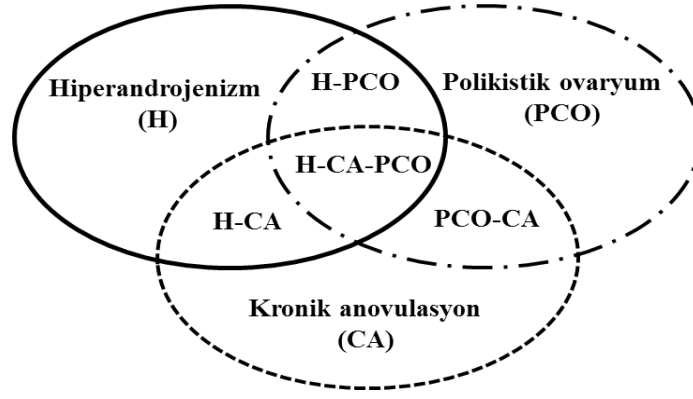 Hiperandrojenizm
(H)
H-PCO
Polikistik ovaryum
(PCO)
H-CA-PCO
H-CA
PCO-CA
Kronik anovulasyon
(CA)